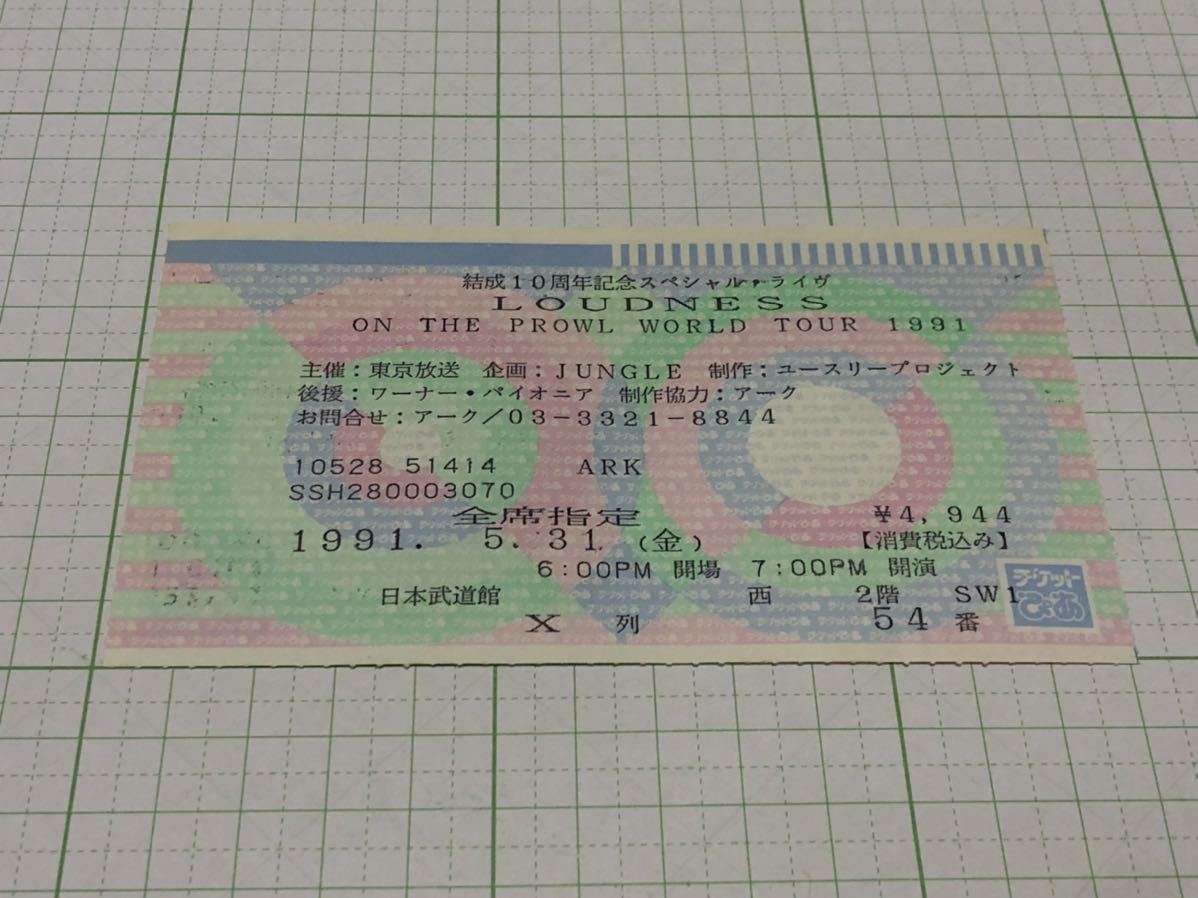 結成10周年記念スペシャル・ライヴ
LOUDNESS
ON THE PROWL WORLD TOUR 1991
主催：東京放送 企画：JUNGLE 制作：ユースリープロジェクト
後援：ワーナー・パイオニア 制作協力：アーク
お問合せ：アーク／03-3321-8844
10528 51414 ARK
SSH280003070
全席指定 ¥4,944
1991. 5.31（金） 【消費税込み】
6:00PM 開場 7:00PM 開演
日本武道館 西 2階 SW1
X 列 54 番
チケット
ぴあ